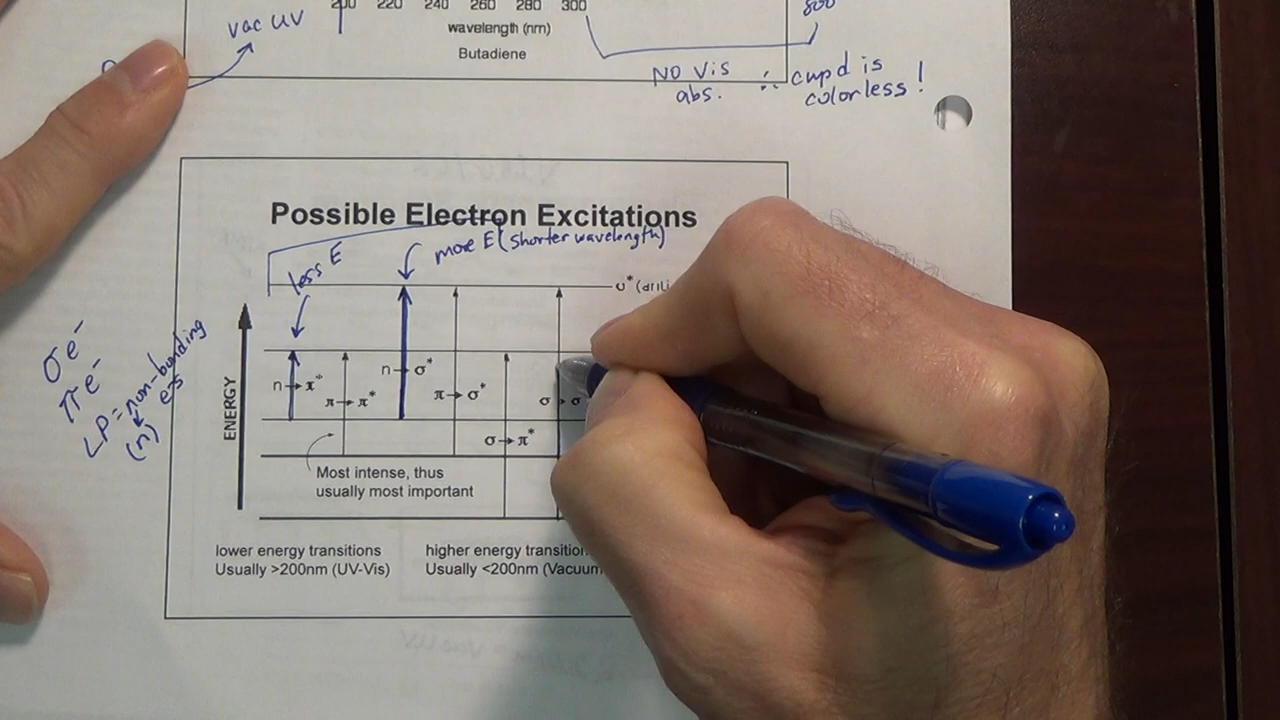 200 220 240 260 280 300
800
vac UV
wavelength (nm)
Butadiene
NO Vis
abs.
∴ cmpd is
colorless!
Possible Electron Excitations
less E
more E (shorter wavelength)
σ*
n→π*
π→π*
n→σ*
π→σ*
σ→π*
σ→σ
ENERGY
σ e⁻
π e⁻
LP = non-bonding
e⁻s
(n)
Most intense, thus
usually most important
lower energy transitions
Usually >200nm (UV-Vis)
higher energy
Usually <200nm (Vacuum